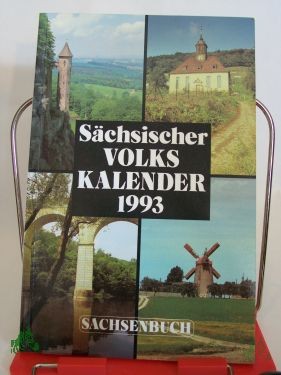 Sächsischer
VOLKS
KALENDER
1993
SACHSENBUCH